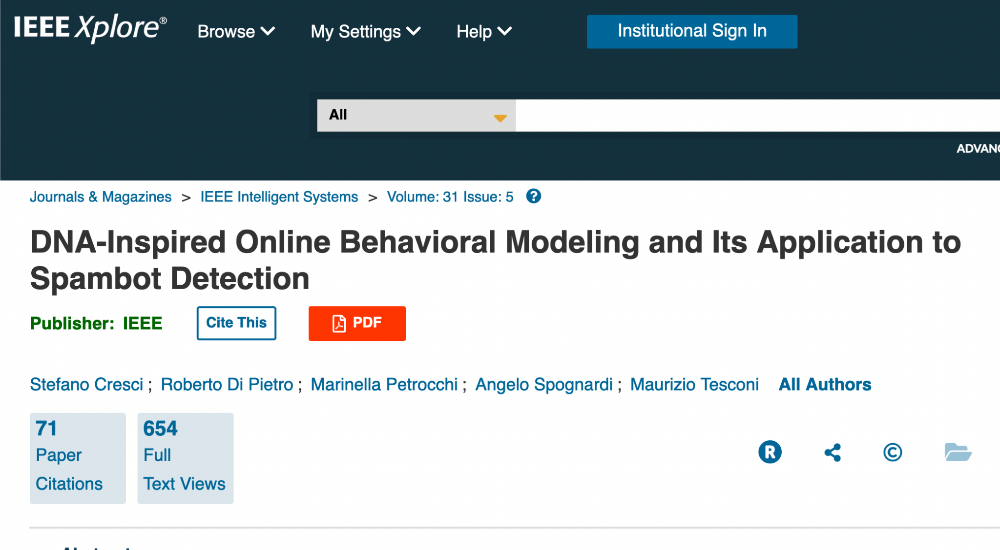 IEEE Xplore®
Browse My Settings Help Institutional Sign In
All
ADVANC
Journals & Magazines > IEEE Intelligent Systems > Volume: 31 Issue: 5 ?
DNA-Inspired Online Behavioral Modeling and Its Application to
Spambot Detection
Publisher: IEEE Cite This PDF
Stefano Cresci ; Roberto Di Pietro ; Marinella Petrocchi ; Angelo Spognardi ; Maurizio Tesconi All Authors
71
Paper
Citations
654
Full
Text Views
R ©